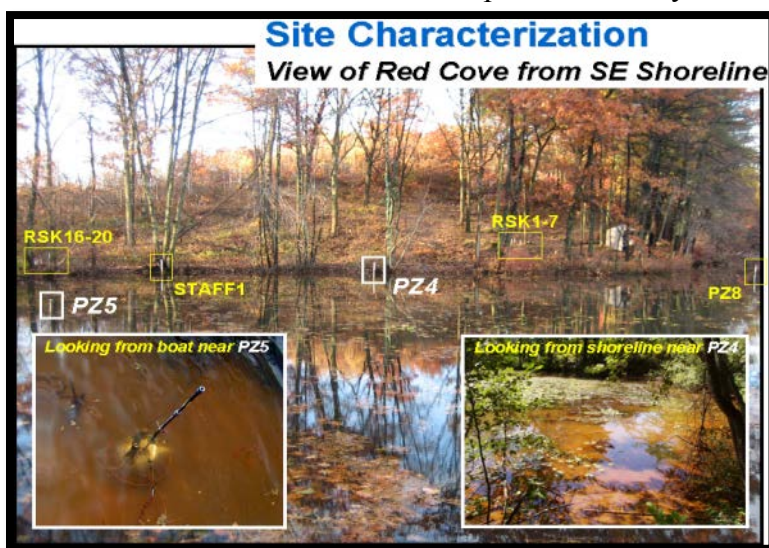 Site Characterization
View of Red Cove from SE Shoreline
RSK16-20
RSK1-7
STAFF1
PZ4
PZ8
PZ5
Looking from boat near PZ5
Looking from shoreline near PZ4